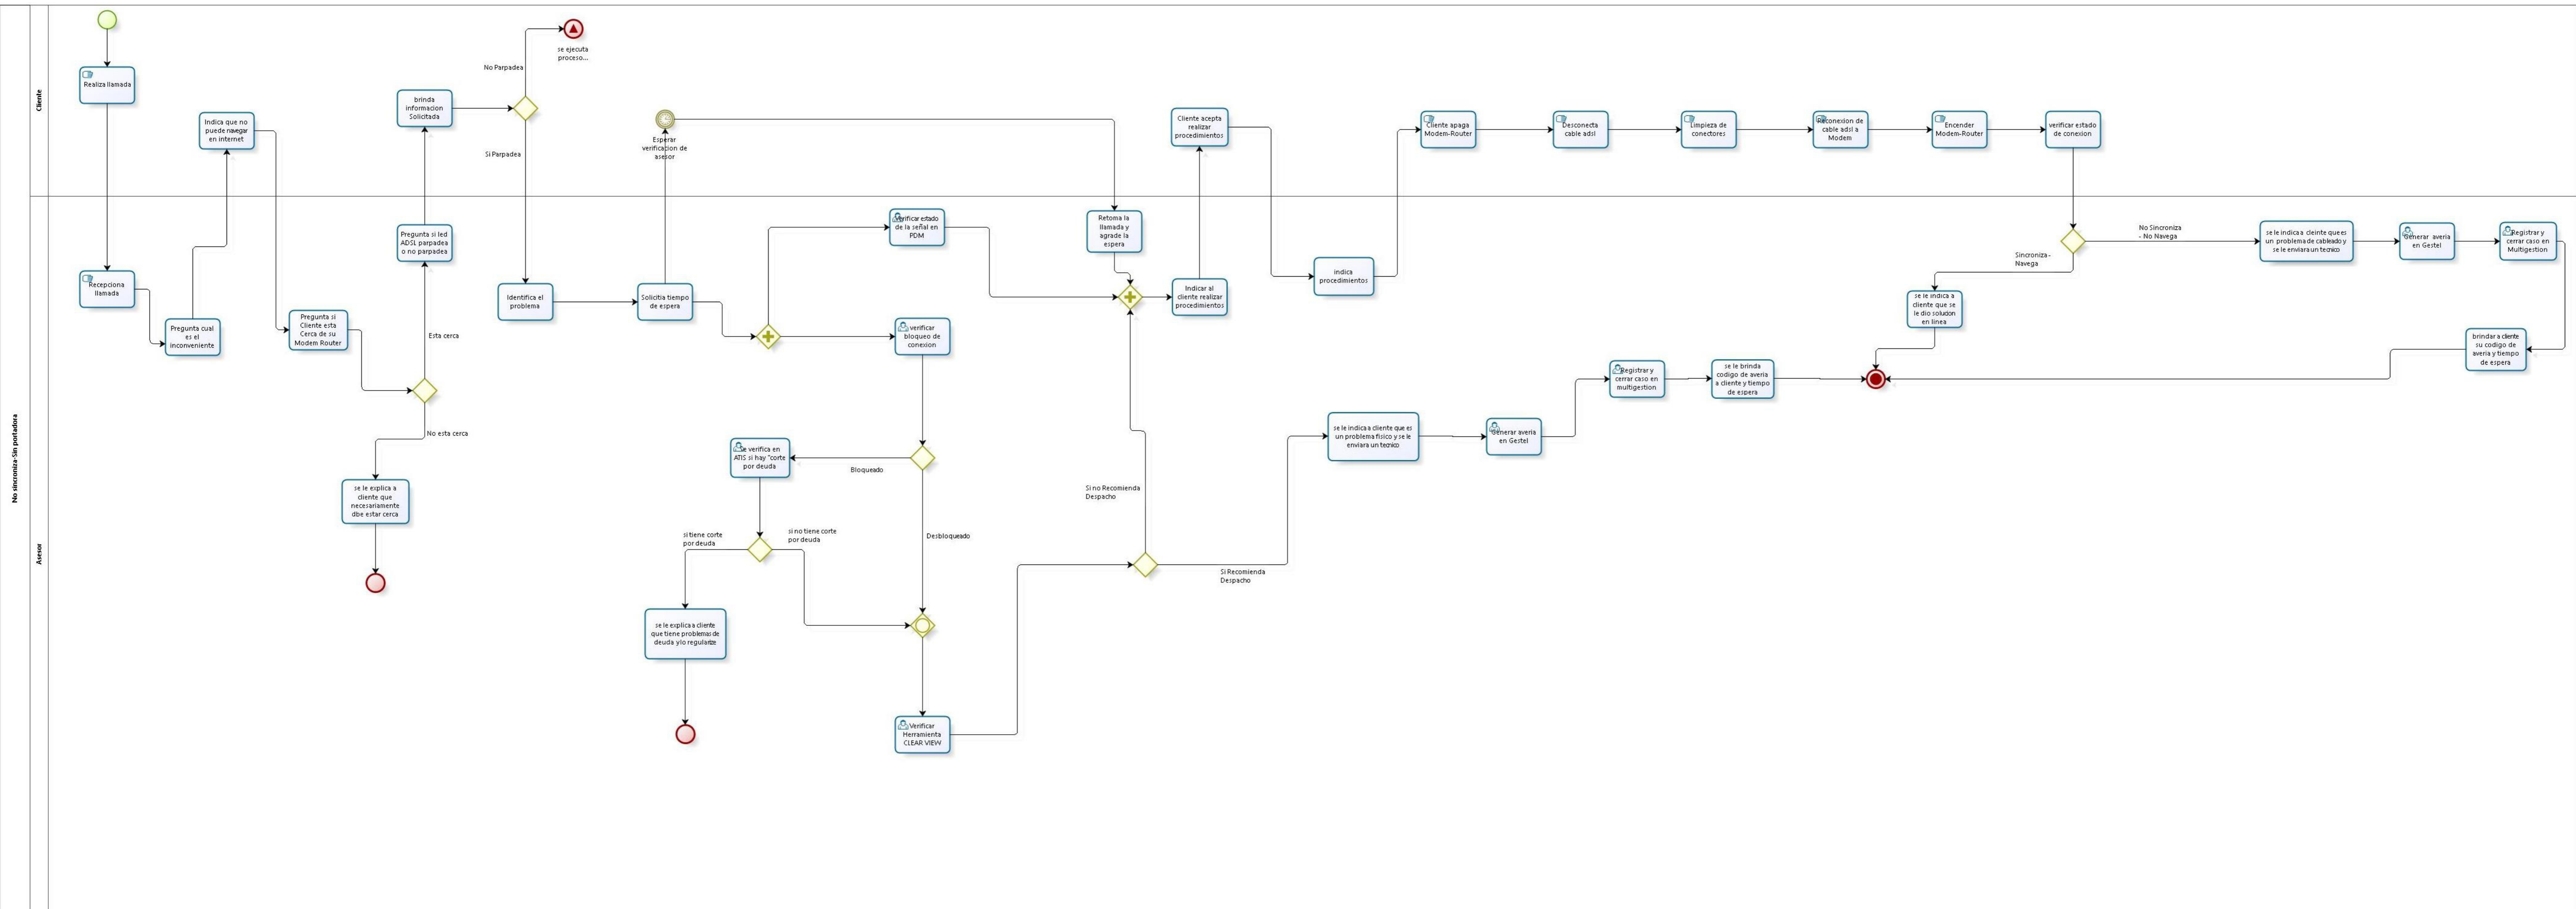 No sincroniza-Sin portadora
Cliente
Realiza llamada
Indica que no
puede navegar
en internet
brinda
informacion
Solicitada
No Parpadea
se ejecuta
proceso...
Si Parpadea
Esperar
verificacion de
asesor
Cliente acepta
realizar
procedimientos
Cliente apaga
Modem-Router
Desconecta
cable adsl
Limpieza de
conectores
Reconexion de
cable adsl a
Modem
Encender
Modem-Router
verificar estado
de conexion
Asesor
Recepciona
llamada
Pregunta cual
es el
inconveniente
Pregunta si
Cliente esta
Cerca de su
Modem Router
Pregunta si led
ADSL parpadea
o no parpadea
Esta cerca
No esta cerca
se le explica a
cliente que
necesariamente
dbe estar cerca
Identifica el
problema
Solicitia tiempo
de espera
Verificar estado
de la señal en
PDM
verificar
bloqueo de
conexion
Bloqueado
Se verifica en
ATIS si hay "corte
por deuda
si tiene corte
por deuda
si no tiene corte
por deuda
Desbloqueado
se le explica a cliente
que tiene problemas de
deuda y lo regularize
Verificar
Herramienta
CLEAR VIEW
Retoma la
llamada y
agrade la
espera
Indicar al
cliente realizar
procedimientos
Si no Recomienda
Despacho
Si Recomienda
Despacho
indica
procedimientos
se le indica a cliente que es
un problema fisico y se le
enviara un tecnico
Generar averia
en Gestel
Registrar y
cerrar caso en
multigestion
se le brinda
codigo de averia
a cliente y tiempo
de espera
Sincroniza -
Navega
se le indica a
cliente que se
le dio solucion
en linea
No Sincroniza
- No Navega
se le indica a cleinte que es
un problema de cableado y
se le enviara un tecnico
Generar averia
en Gestel
Registrar y
cerrar caso en
Multigestion
brindar a cliente
su codigo de
averia y tiempo
de espera